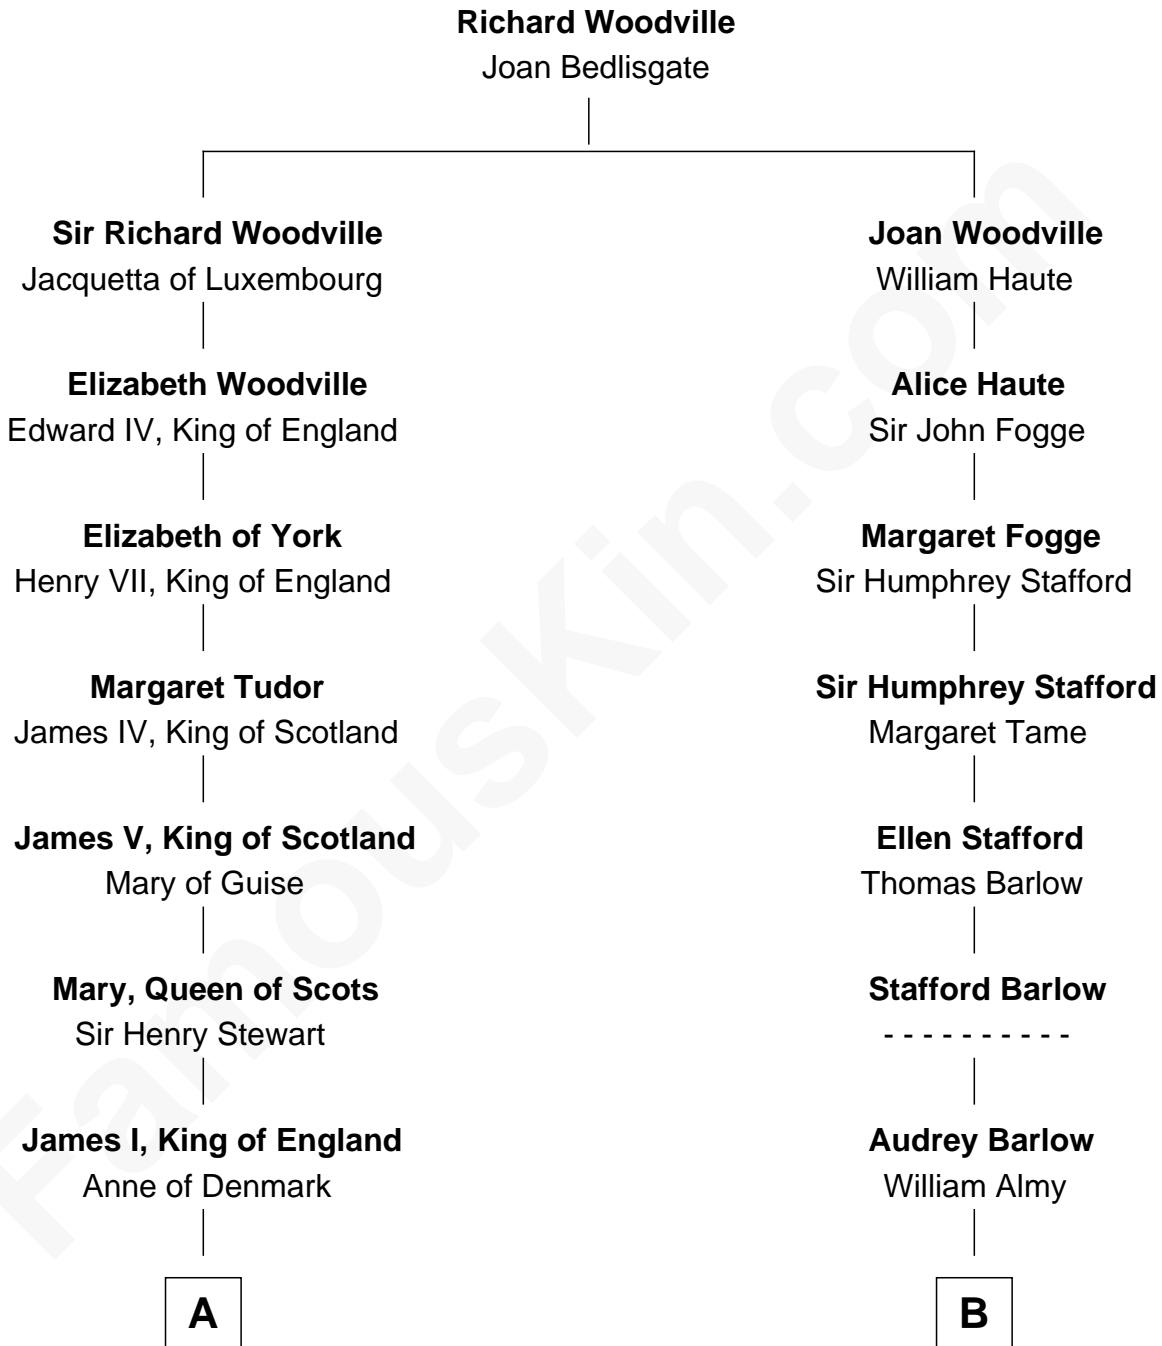 Richard Woodville
Joan Bedlisgate
Sir Richard Woodville
Jacquetta of Luxembourg
Joan Woodville
William Haute
Elizabeth Woodville
Edward IV, King of England
Alice Haute
Sir John Fogge
Elizabeth of York
Henry VII, King of England
Margaret Fogge
Sir Humphrey Stafford
Margaret Tudor
James IV, King of Scotland
Sir Humphrey Stafford
Margaret Tame
James V, King of Scotland
Mary of Guise
Ellen Stafford
Thomas Barlow
Mary, Queen of Scots
Sir Henry Stewart
Stafford Barlow
- - - - - - - - - -
James I, King of England
Anne of Denmark
Audrey Barlow
William Almy
A
B
FamousKin.com